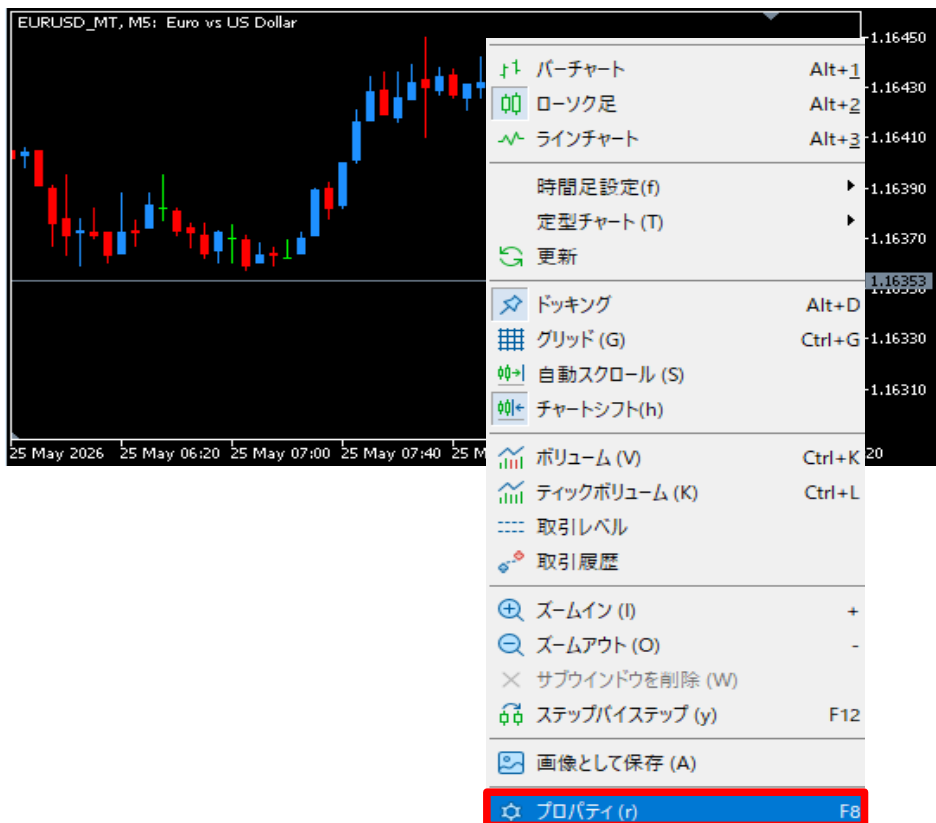 EURUSD_MT, M5: Euro vs US Dollar
1.16450
1.16430
1.16410
1.16390
1.16370
1.16353
1.16330
1.16310
25 May 2026 25 May 06:20 25 May 07:00 25 May 07:40 25 M
20
バーチャート Alt+1
ローソク足 Alt+2
ラインチャート Alt+3
時間足設定(f)
定型チャート (T)
更新
ドッキング Alt+D
グリッド (G) Ctrl+G
自動スクロール (S)
チャートシフト(h)
ボリューム (V) Ctrl+K
ティックボリューム (K) Ctrl+L
取引レベル
取引履歴
ズームイン (I) +
ズームアウト (O) -
サブウインドウを削除 (W)
ステップバイステップ (y) F12
画像として保存 (A)
プロパティ (r) F8